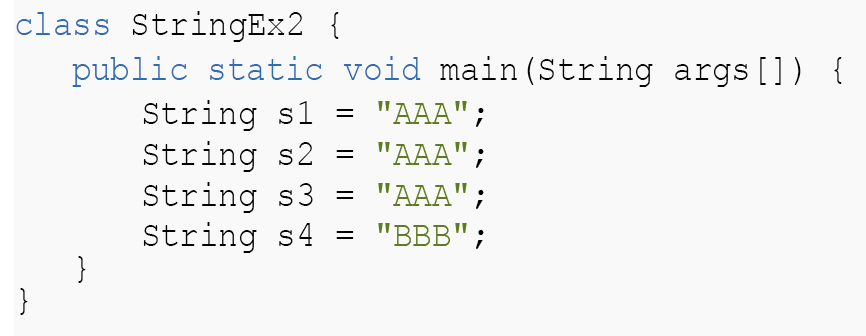 class StringEx2 {
public static void main(String args[]) {
String s1 = "AAA";
String s2 = "AAA";
String s3 = "AAA";
String s4 = "BBB";
}
}